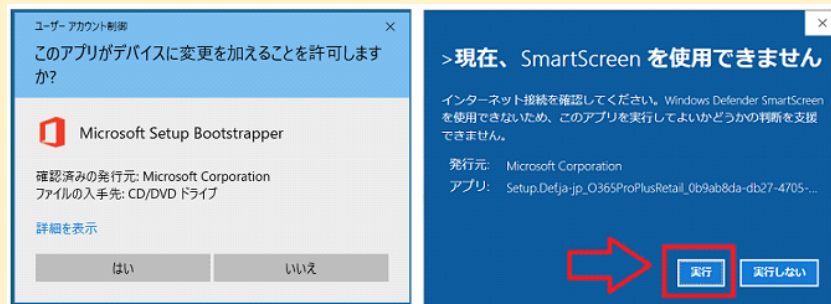 ユーザー アカウント制御
このアプリがデバイスに変更を加えることを許可します
か?
Microsoft Setup Bootstrapper
確認済みの発行元: Microsoft Corporation
ファイルの入手先: CD/DVD ドライブ
詳細を表示
はい
いいえ
>現在、SmartScreen を使用できません
インターネット接続を確認してください。Windows Defender SmartScreen
を使用できないため、このアプリを実行してよいかどうかの判断を支援
できません。
発行元: Microsoft Corporation
アプリ: Setup.Def.ja-jp_O365ProPlusRetail_0b9ab8da-db27-4705-...
実行
実行しない